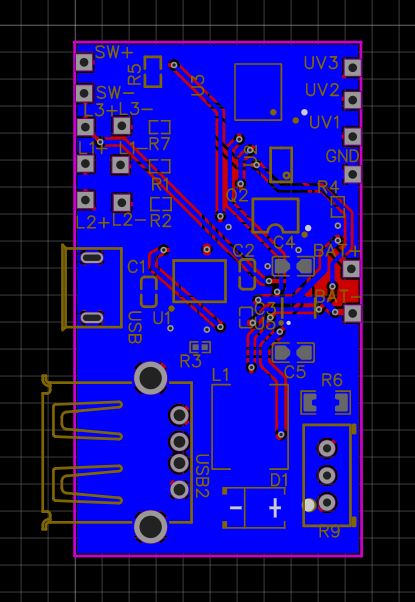 SW+
UV3
R5
U3
SW-
UV2
L3+
L3-
UV1
L1+
L1-
R7
GND
R1
R4
Q2
L2+
L2-
R2
C4
BAT+
C2
C1
BAT-
C3
U1
USB
R3
C5
L1
R6
USB2
D1
- +
R9